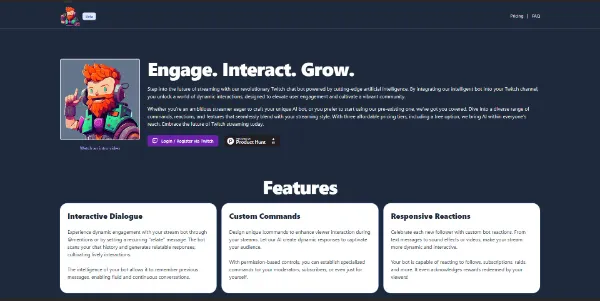 Beta
Pricing | FAQ
Engage. Interact. Grow.
Step into the future of streaming with our revolutionary Twitch chat bot powered by cutting-edge artificial intelligence. By integrating our intelligent bot into your Twitch channel,
you unlock a world of dynamic interactions, designed to elevate user engagement and cultivate a vibrant community.
Whether you're an ambitious streamer eager to craft your unique AI bot, or you prefer to start using our pre-existing one, we've got you covered. Dive into a diverse range of
commands, reactions, and features that seamlessly blend with your streaming style. With three affordable pricing tiers, including a free option, we bring AI within everyone's
reach. Embrace the future of Twitch streaming today.
Login / Register via Twitch
Product Hunt
Watch an intro video
Features
Interactive Dialogue
Experience dynamic engagement with your stream bot through
@mentions or by setting a recurring "relate" message. The bot
scans your chat history and generates relatable responses,
cultivating lively interactions.
The intelligence of your bot allows it to remember previous
messages, enabling fluid and continuous conversations.
Custom Commands
Design unique !commands to enhance viewer interaction during
your streams. Let our AI create dynamic responses to captivate
your audience.
With permission-based controls, you can establish specialized
commands for your moderators, subscribers, or even just for
yourself.
Responsive Reactions
Celebrate each new follower with custom bot reactions. From
text messages to sound effects or videos, make your stream
more dynamic and interactive.
Your bot is capable of reacting to follows, subscriptions, raids,
and more. It even acknowledges rewards redeemed by your
viewers!